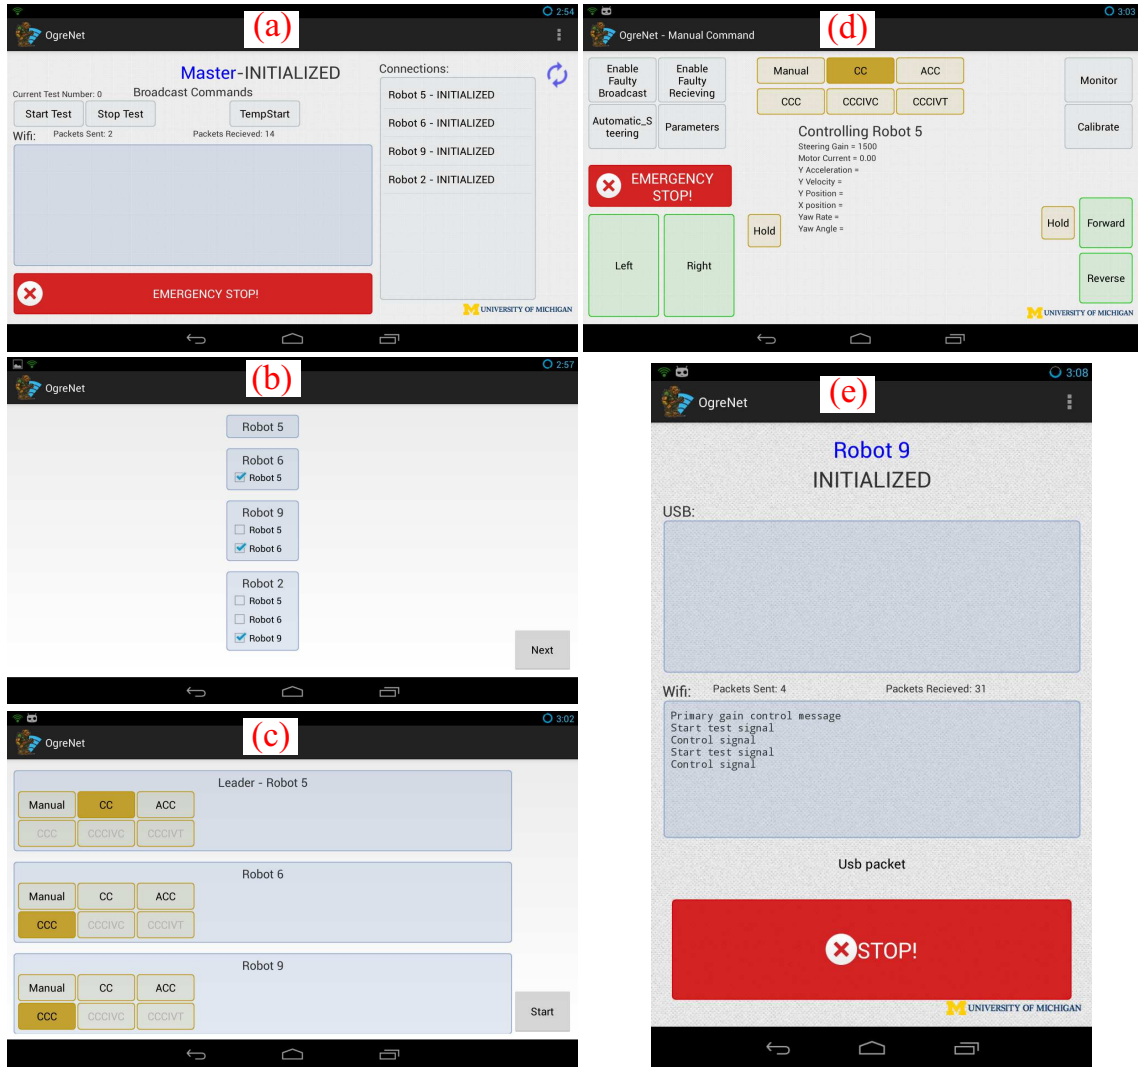 (a)
2:54
OgreNet
Master-INITIALIZED
Current Test Number: 0
Broadcast Commands
Start Test
Stop Test
TempStart
Wifi:
Packets Sent: 2
Packets Recieved: 14
EMERGENCY STOP!
Connections:
Robot 5 - INITIALIZED
Robot 6 - INITIALIZED
Robot 9 - INITIALIZED
Robot 2 - INITIALIZED
M UNIVERSITY OF MICHIGAN
(d)
3:03
OgreNet - Manual Command
Enable
Faulty
Broadcast
Enable
Faulty
Recieving
Automatic_S
teering
Parameters
EMERGENCY
STOP!
Left
Right
Manual
CC
ACC
CCC
CCCIVC
CCCIVT
Controlling Robot 5
Steering Gain = 1500
Motor Current = 0.00
Y Acceleration =
Y Velocity =
Y Position =
X position =
Yaw Rate =
Yaw Angle =
Hold
Monitor
Calibrate
Hold
Forward
Reverse
M UNIVERSITY OF MICHIGAN
(b)
2:57
OgreNet
Robot 5
Robot 6
Robot 5
Robot 9
Robot 5
Robot 6
Robot 2
Robot 5
Robot 6
Robot 9
Next
(c)
3:02
OgreNet
Leader - Robot 5
Manual
CC
ACC
CCC
CCCIVC
CCCIVT
Robot 6
Manual
CC
ACC
CCC
CCCIVC
CCCIVT
Robot 9
Manual
CC
ACC
CCC
CCCIVC
CCCIVT
Start
(e)
3:08
OgreNet
Robot 9
INITIALIZED
USB:
Wifi:
Packets Sent: 4
Packets Recieved: 31
Primary gain control message
Start test signal
Control signal
Start test signal
Control signal
Usb packet
STOP!
M UNIVERSITY OF MICHIGAN